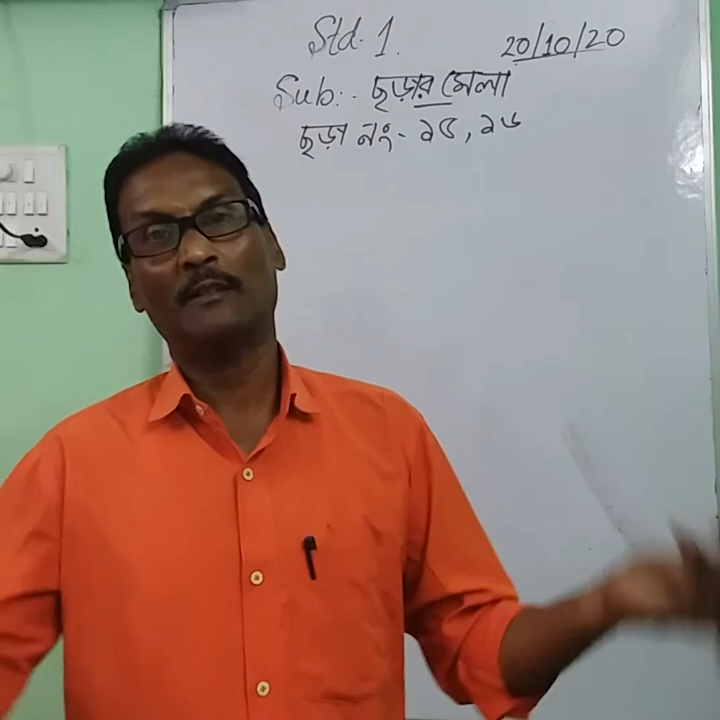 Std. 1.
20/10/20
Sub:- ছড়ার মেলা
ছড়া নং- ১৫, ১৬